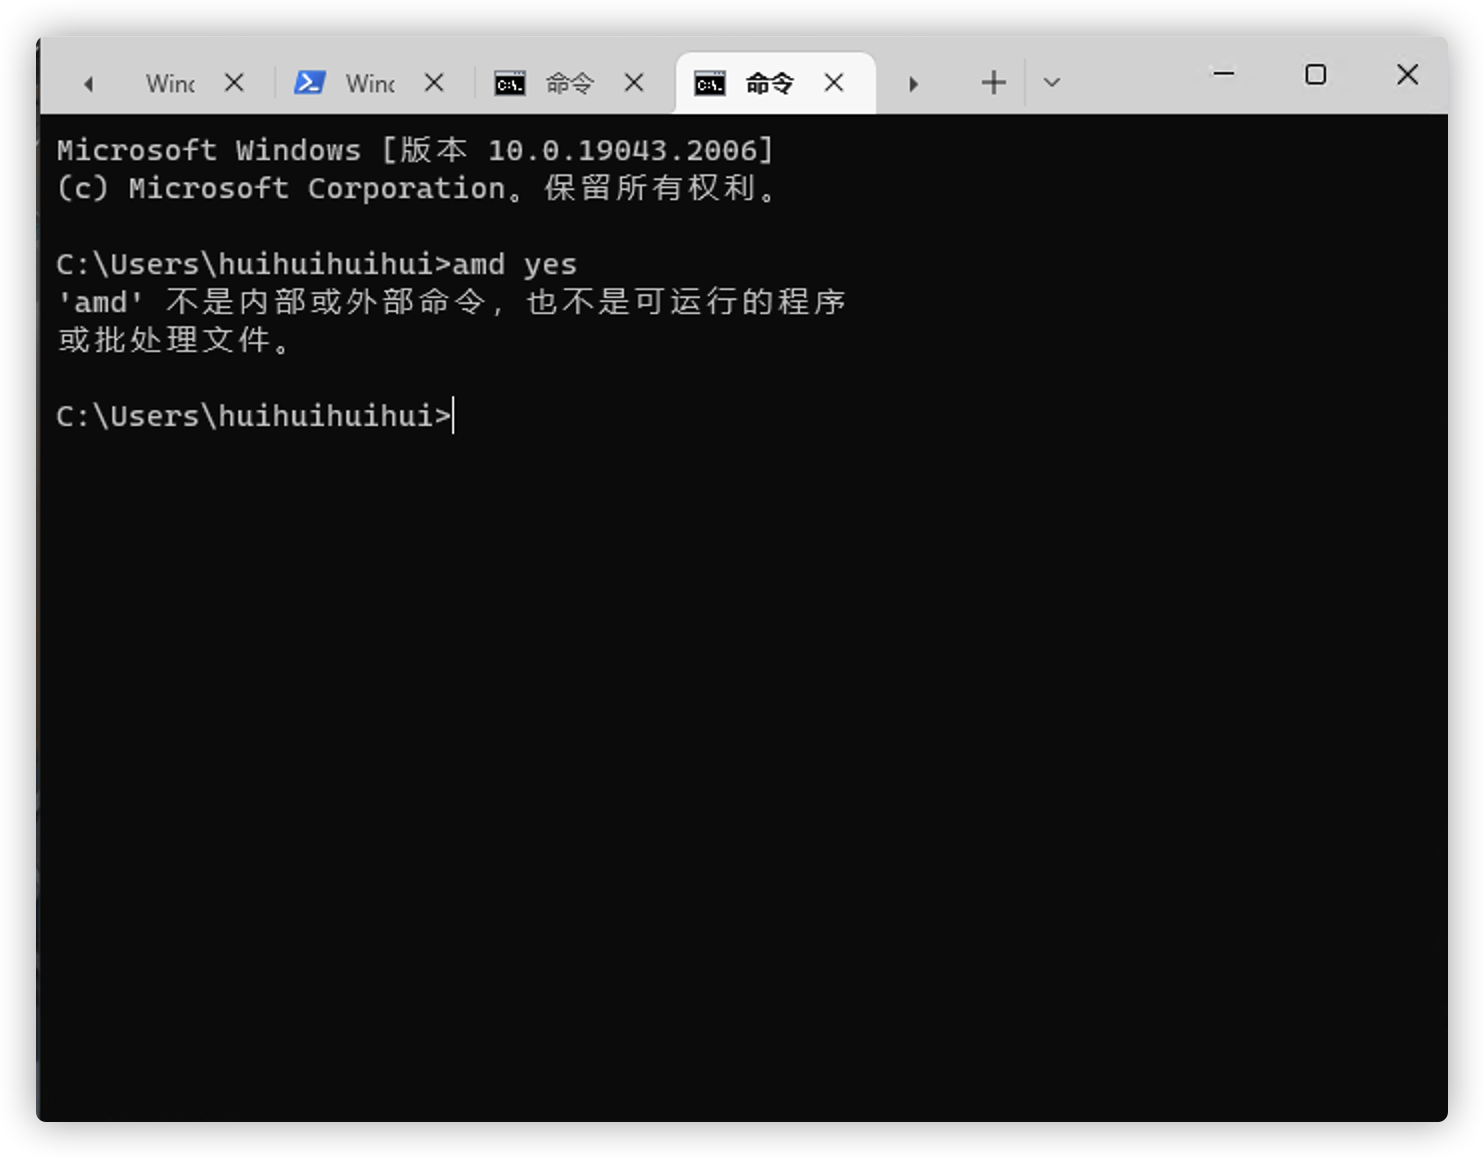 Winc
Winc
命令
命令
Microsoft Windows [版本 10.0.19043.2006]
(c) Microsoft Corporation。保留所有权利。
C:\Users\huihuihuihui>amd yes
'amd' 不是内部或外部命令，也不是可运行的程序
或批处理文件。
C:\Users\huihuihuihui>